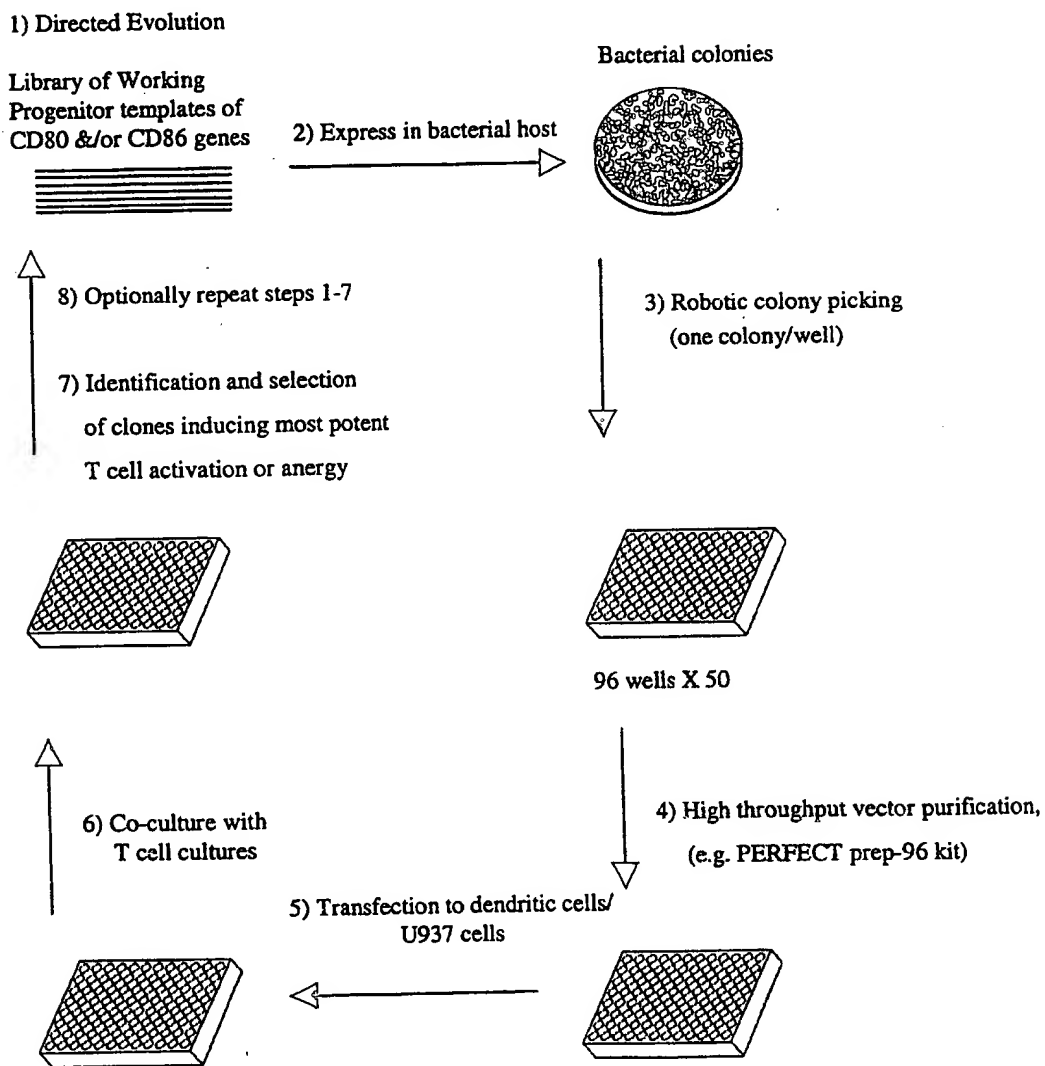 1) Directed Evolution
Library of Working
Progenitor templates of
CD80 &/or CD86 genes
2) Express in bacterial host
Bacterial colonies
3) Robotic colony picking
(one colony/well)
96 wells X 50
4) High throughput vector purification,
(e.g. PERFECT prep-96 kit)
5) Transfection to dendritic cells/
U937 cells
6) Co-culture with
T cell cultures
7) Identification and selection
of clones inducing most potent
T cell activation or anergy
8) Optionally repeat steps 1-7